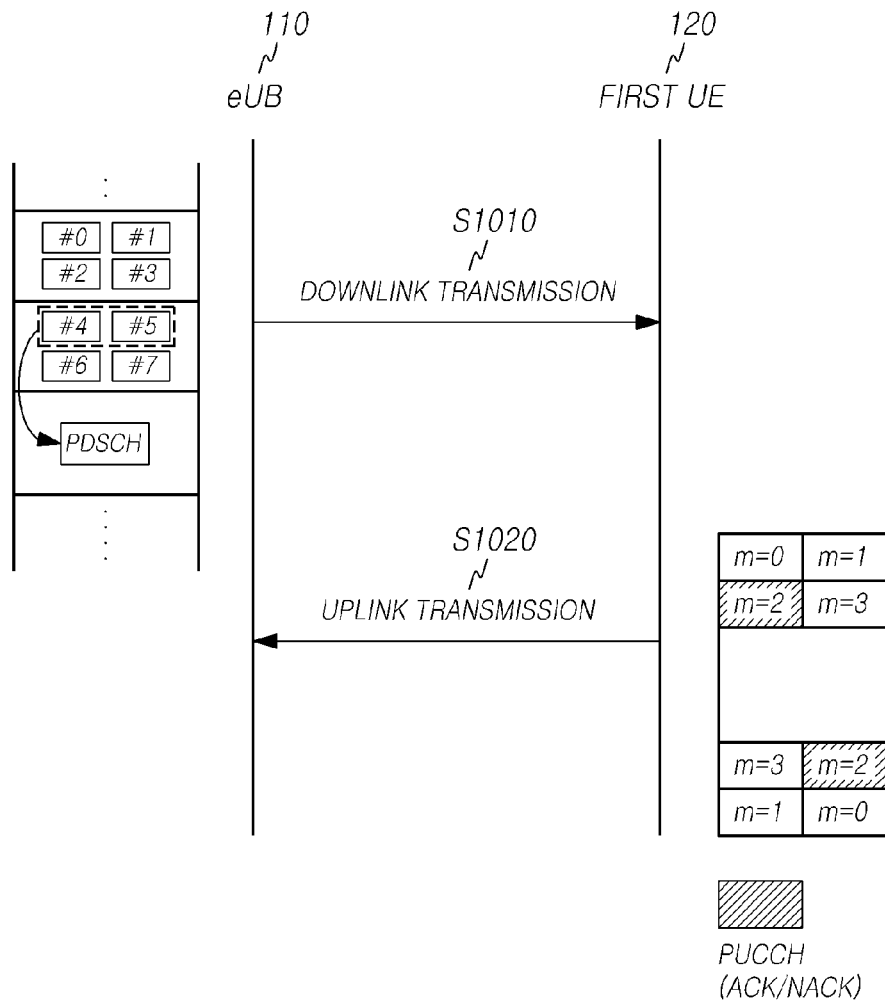 110
eUB
120
FIRST UE
#0 #1
#2 #3
#4 #5
#6 #7
PDSCH
S1010
DOWNLINK TRANSMISSION
S1020
UPLINK TRANSMISSION
m=0 m=1
m=2 m=3
m=3 m=2
m=1 m=0
PUCCH
(ACK/NACK)